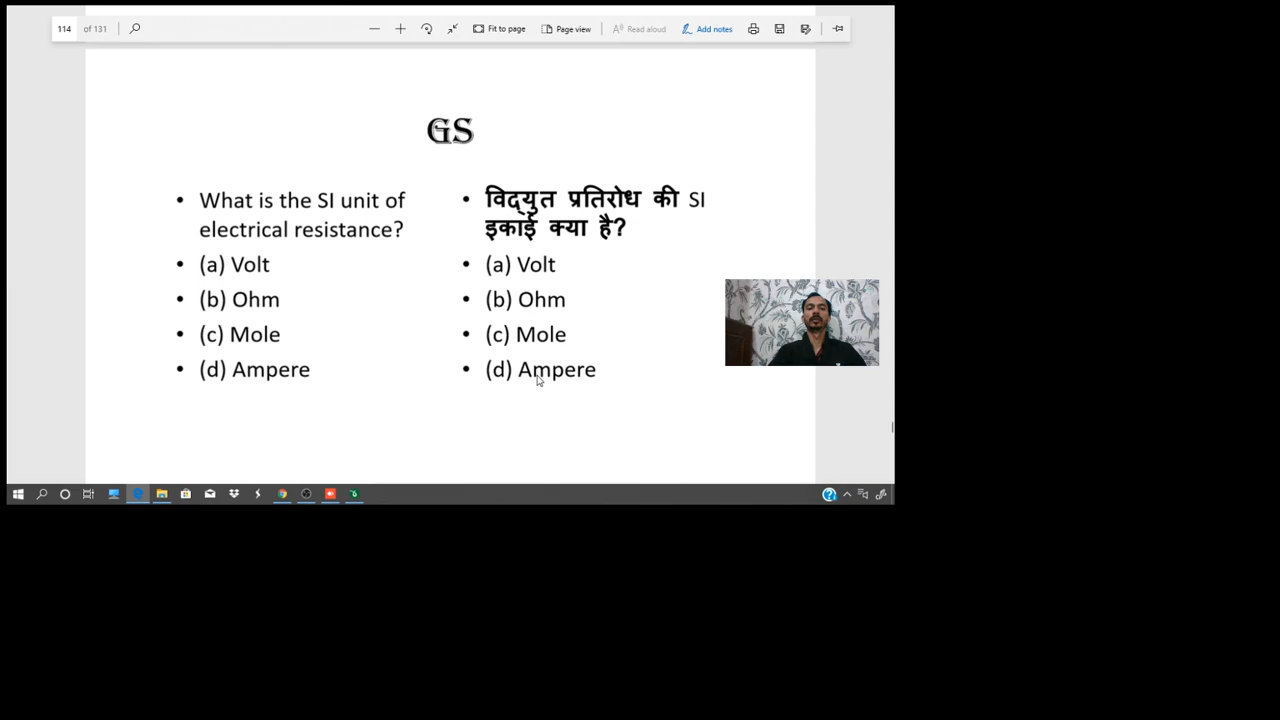 114 of 131 Fit to page Page view Read aloud Add notes
GS
• What is the SI unit of
electrical resistance?
• (a) Volt
• (b) Ohm
• (c) Mole
• (d) Ampere
• विद्युत प्रतिरोध की SI
इकाई क्या है?
• (a) Volt
• (b) Ohm
• (c) Mole
• (d) Ampere